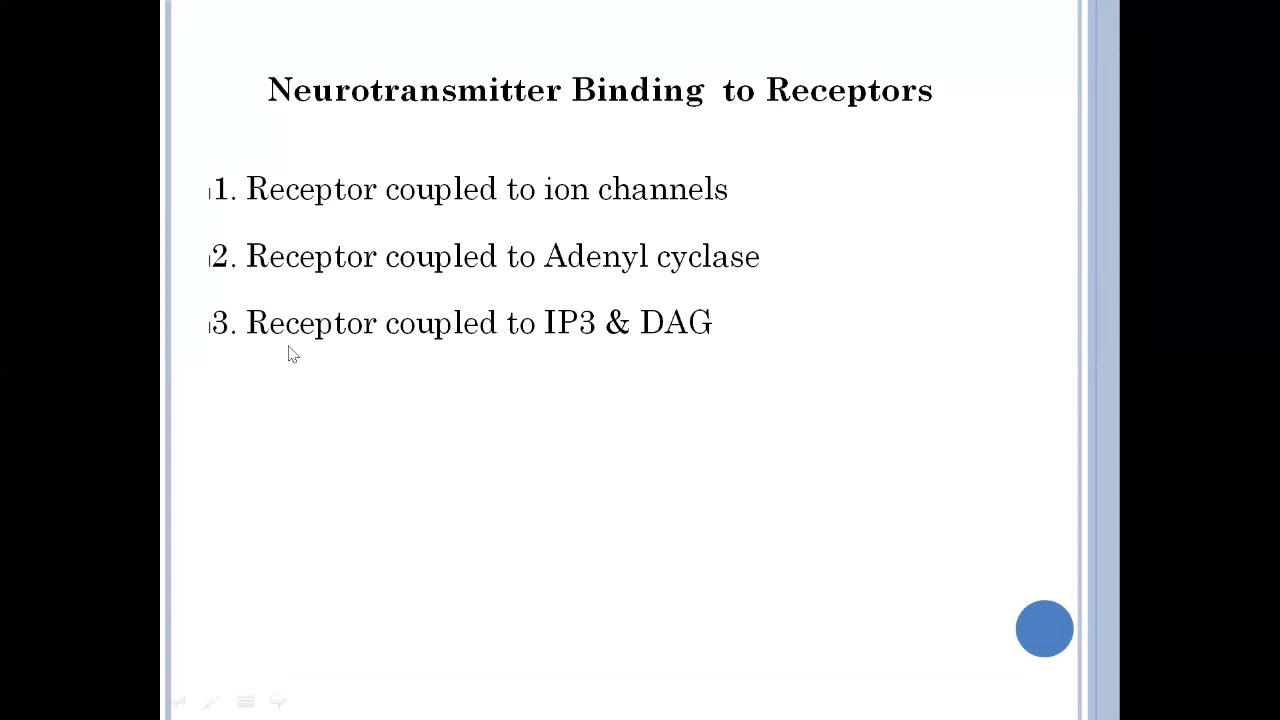 Neurotransmitter Binding to Receptors
1. Receptor coupled to ion channels
2. Receptor coupled to Adenyl cyclase
3. Receptor coupled to IP3 & DAG